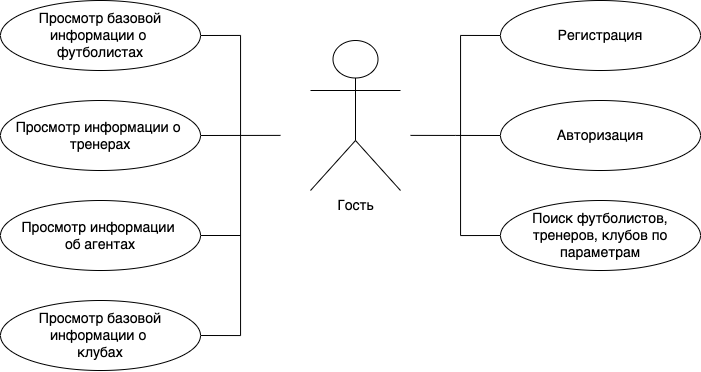 Просмотр базовой
информации о
футболистах
Просмотр информации о
тренерах
Просмотр информации
об агентах
Просмотр базовой
информации о
клубах
Гость
Регистрация
Авторизация
Поиск футболистов,
тренеров, клубов по
параметрам